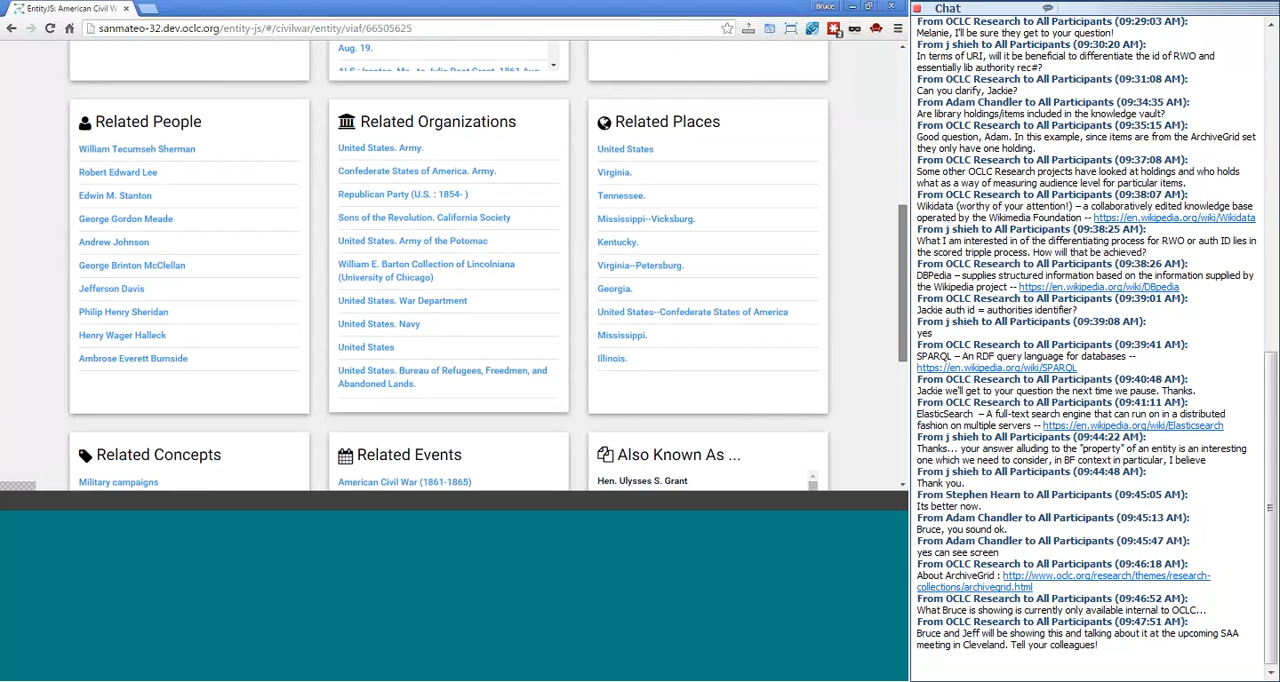 EntityJS: American Civil W
Bruce
sanmateo-32.dev.oclc.org/entity-js/#/civilwar/entity/viaf/66505625
Aug. 19.
ALS : Ironton, Mo., to Julia Dent Grant, 1861 Aug.
Related People
William Tecumseh Sherman
Robert Edward Lee
Edwin M. Stanton
George Gordon Meade
Andrew Johnson
George Brinton McClellan
Jefferson Davis
Philip Henry Sheridan
Henry Wager Halleck
Ambrose Everett Burnside
Related Organizations
United States. Army.
Confederate States of America. Army.
Republican Party (U.S. : 1854- )
Sons of the Revolution. California Society
United States. Army of the Potomac
William E. Barton Collection of Lincolniana
(University of Chicago)
United States. War Department
United States. Navy
United States
United States. Bureau of Refugees, Freedmen, and
Abandoned Lands.
Related Places
United States
Virginia.
Tennessee.
Mississippi--Vicksburg.
Kentucky.
Virginia--Petersburg.
Georgia.
United States--Confederate States of America
Mississippi.
Illinois.
Related Concepts
Military campaigns
Related Events
American Civil War (1861-1865)
Also Known As ...
Hen. Ulysses S. Grant
Chat
From OCLC Research to All Participants (09:29:03 AM):
Melanie, I'll be sure they get to your question!
From j shieh to All Participants (09:30:20 AM):
In terms of URI, will it be beneficial to differentiate the id of RWO and
essentially lib authority rec#?
From OCLC Research to All Participants (09:31:08 AM):
Can you clarify, Jackie?
From Adam Chandler to All Participants (09:34:35 AM):
Are library holdings/items included in the knowledge vault?
From OCLC Research to All Participants (09:35:15 AM):
Good question, Adam. In this example, since items are from the ArchiveGrid set
they only have one holding.
From OCLC Research to All Participants (09:37:08 AM):
Some other OCLC Research projects have looked at holdings and who holds
what as a way of measuring audience level for particular items.
From OCLC Research to All Participants (09:38:07 AM):
Wikidata (worthy of your attention!) – a collaboratively edited knowledge base
operated by the Wikimedia Foundation -- https://en.wikipedia.org/wiki/Wikidata
From j shieh to All Participants (09:38:25 AM):
What I am interested in of the differentiating process for RWO or auth ID lies in
the scored tripple process. How will that be achieved?
From OCLC Research to All Participants (09:38:26 AM):
DBPedia – supplies structured information based on the information supplied by
the Wikipedia project -- https://en.wikipedia.org/wiki/DBpedia
From OCLC Research to All Participants (09:39:01 AM):
Jackie auth id = authorities identifier?
From j shieh to All Participants (09:39:08 AM):
yes
From OCLC Research to All Participants (09:39:41 AM):
SPARQL – An RDF query language for databases --
https://en.wikipedia.org/wiki/SPARQL
From OCLC Research to All Participants (09:40:48 AM):
Jackie we'll get to your question the next time we pause. Thanks.
From OCLC Research to All Participants (09:41:11 AM):
ElasticSearch – A full-text search engine that can run on in a distributed
fashion on multiple servers -- https://en.wikipedia.org/wiki/Elasticsearch
From j shieh to All Participants (09:44:22 AM):
Thanks... your answer alluding to the "property" of an entity is an interesting
one which we need to consider, in BF context in particular, I believe
From j shieh to All Participants (09:44:48 AM):
Thank you.
From Stephen Hearn to All Participants (09:45:05 AM):
Its better now.
From Adam Chandler to All Participants (09:45:13 AM):
Bruce, you sound ok.
From Adam Chandler to All Participants (09:45:47 AM):
yes can see screen
From OCLC Research to All Participants (09:46:18 AM):
About ArchiveGrid : http://www.oclc.org/research/themes/research-
collections/archivegrid.html
From OCLC Research to All Participants (09:46:52 AM):
What Bruce is showing is currently only available internal to OCLC...
From OCLC Research to All Participants (09:47:51 AM):
Bruce and Jeff will be showing this and talking about it at the upcoming SAA
meeting in Cleveland. Tell your colleagues!